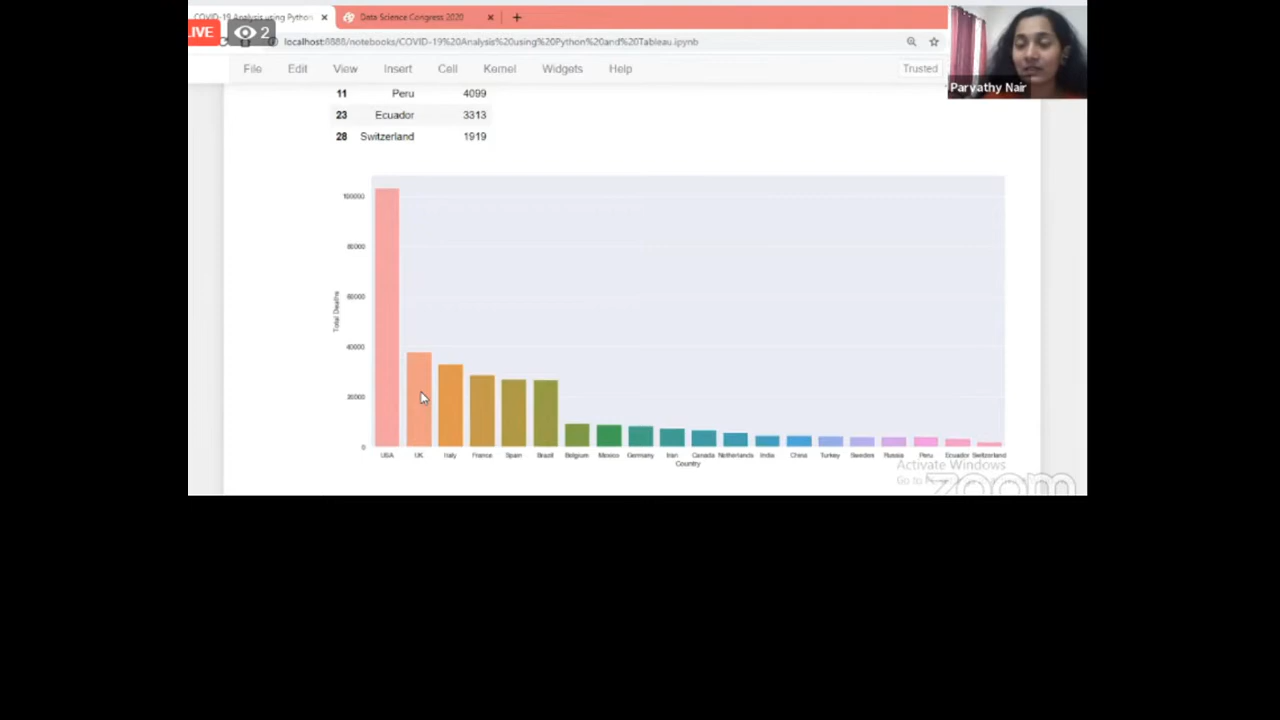 COVID-19 Analysis using Python × Data Science Congress 2020 × +
LIVE 2
localhost:8888/notebooks/COVID-19%20Analysis%20using%20Python%20and%20Tableau.ipynb
File Edit View Insert Cell Kernel Widgets Help Trusted
Parvathy Nair
11 Peru 4099
23 Ecuador 3313
28 Switzerland 1919
100000
80000
60000
40000
20000
0
Total Deaths
USA UK Italy France Spain Brazil Belgium Mexico Germany Iran Canada Netherlands India China Turkey Sweden Russia Peru Ecuador Switzerland
Country
Activate Windows
Go to
zoom